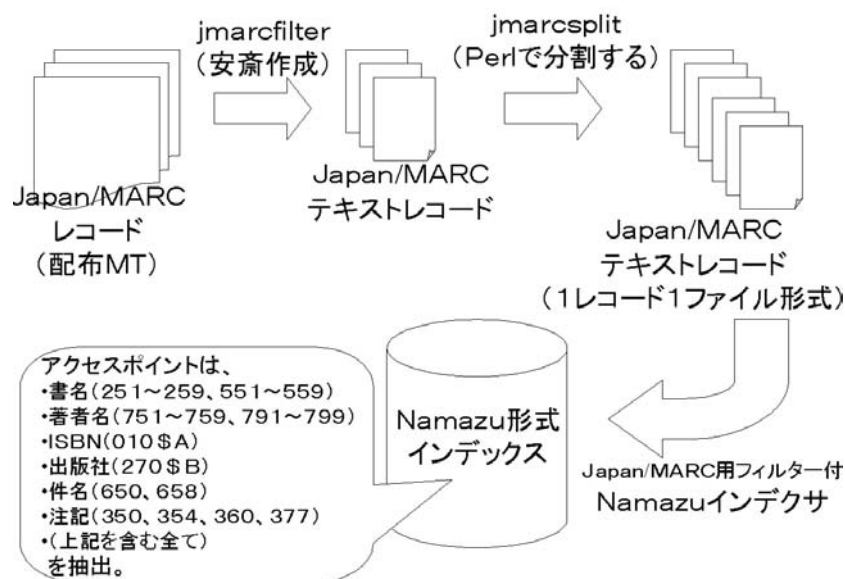 jmarcfilter
(安斎作成)
jmarcsplit
(Perlで分割する)
Japan/MARC
レコード
(配布MT)
Japan/MARC
テキストレコード
Japan/MARC
テキストレコード
(1レコード1ファイル形式)
アクセスポイントは、
・書名(251~259、551~559)
・著者名(751~759、791~799)
・ISBN(010$A)
・出版社(270$B)
・件名(650、658)
・注記(350、354、360、377)
・(上記を含む全て)
を抽出。
Namazu形式
インデックス
Japan/MARC用フィルター付
Namazuインデクサ